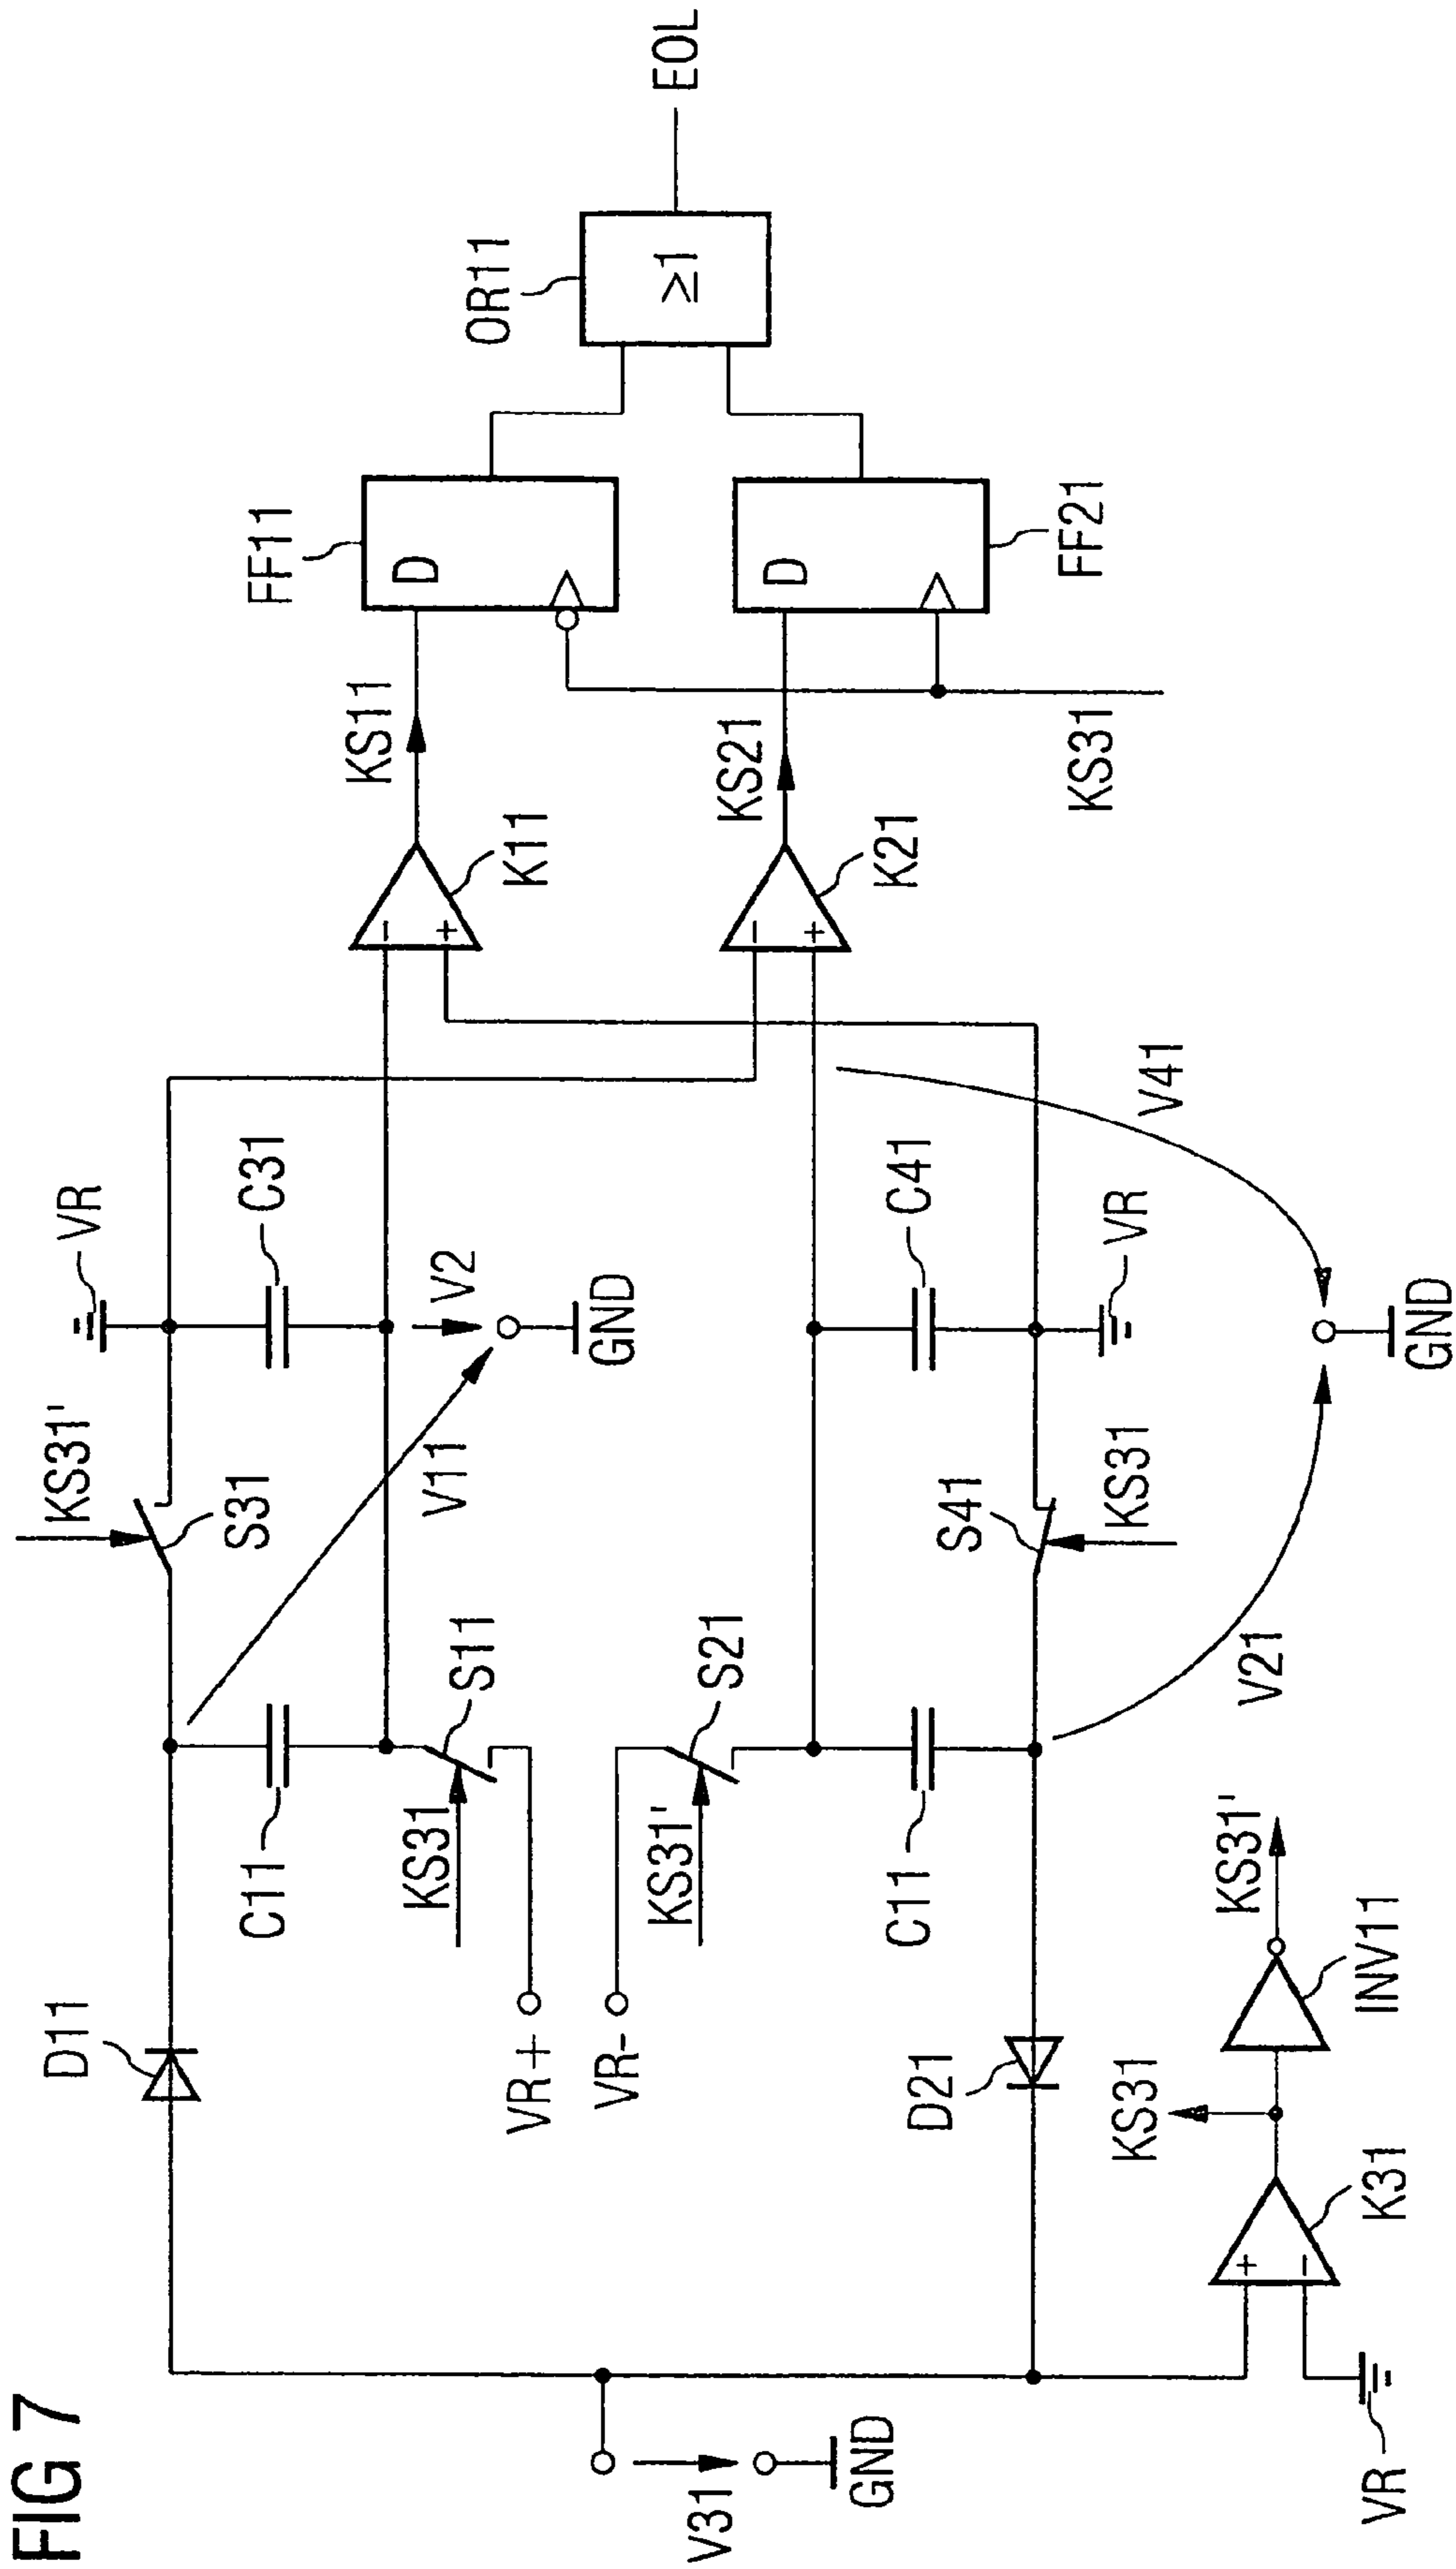 FIG 7
V31
GND
VR
D11
C11
KS31
S11
VR+
VR-
KS31'
S21
C11
D21
K31
KS31
INV11
KS31'
KS31'
S31
V11
VR
C31
V2
GND
S41
KS31
V21
C41
VR
V41
GND
-
+
K11
KS11
-
+
K21
KS21
KS31
D
FF11
D
FF21
OR11
≥1
EOL
+
-